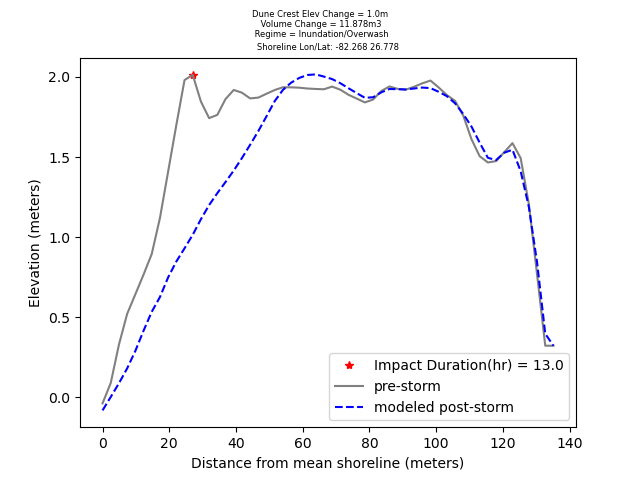 Dune Crest Elev Change = 1.0m
Volume Change = 11.878m3
Regime = Inundation/Overwash
Shoreline Lon/Lat: -82.268 26.778
2.0
1.5
1.0
0.5
0.0
Elevation (meters)
Impact Duration(hr) = 13.0
pre-storm
modeled post-storm
0 20 40 60 80 100 120 140
Distance from mean shoreline (meters)